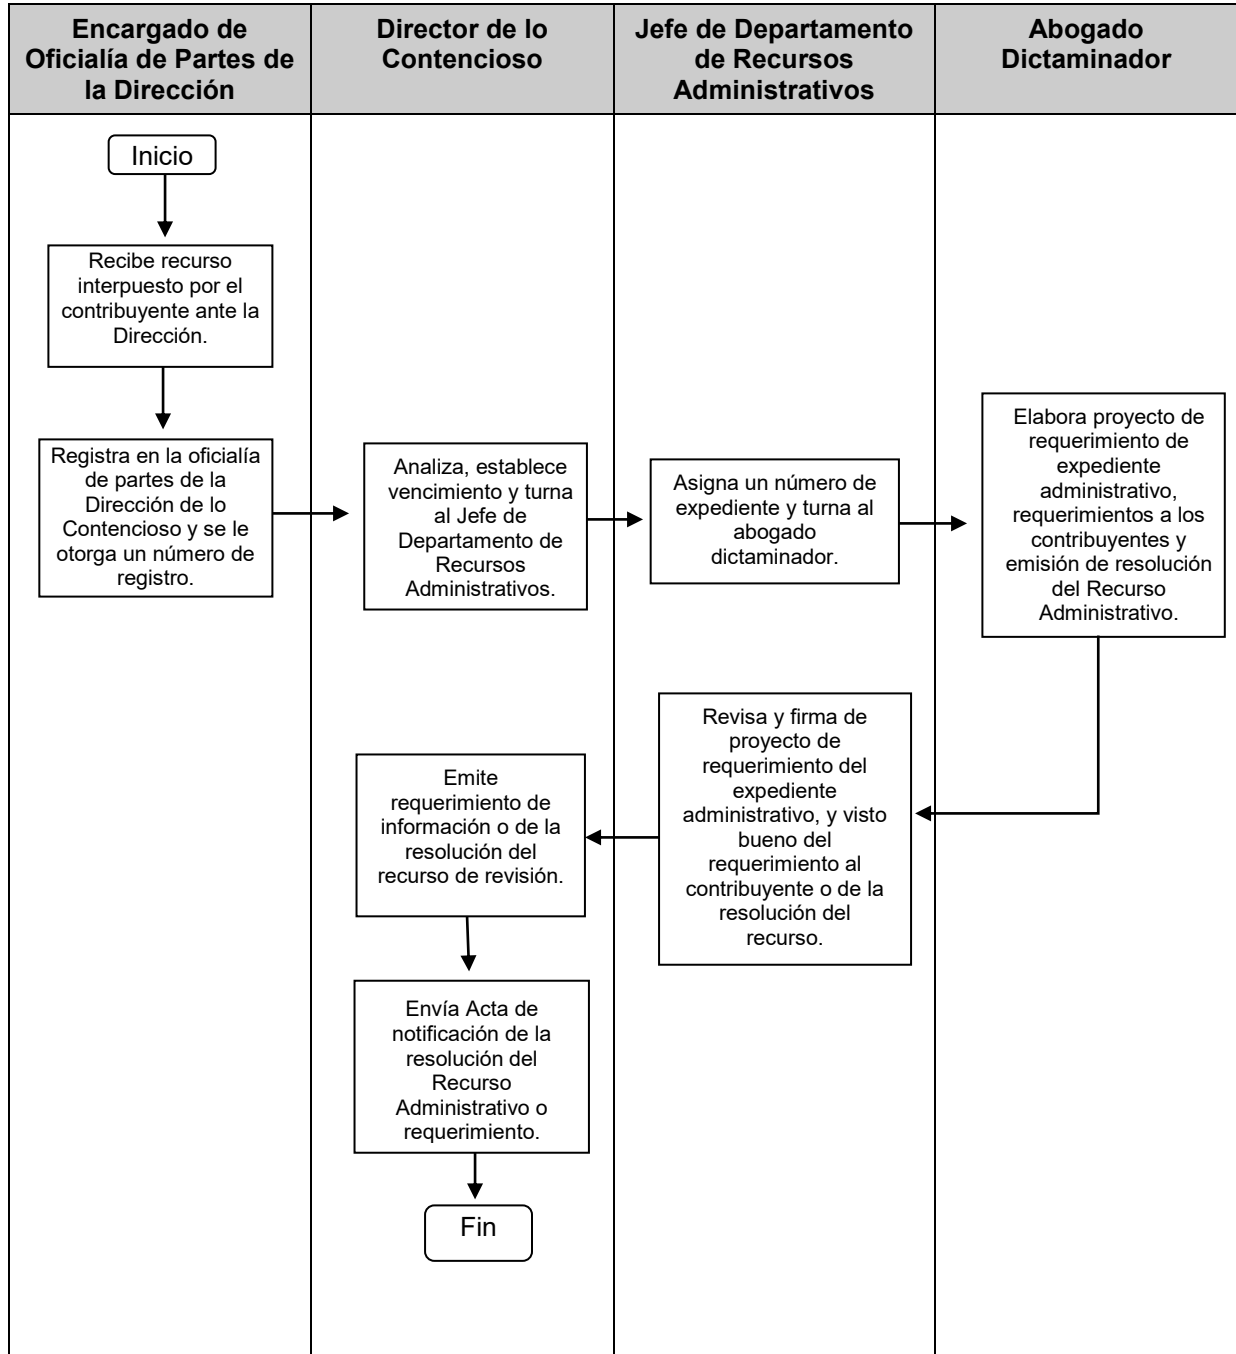 Encargado de
Oficialía de Partes de
la Dirección
Director de lo
Contencioso
Jefe de Departamento
de Recursos
Administrativos
Abogado
Dictaminador
Inicio
Recibe recurso
interpuesto por el
contribuyente ante la
Dirección.
Registra en la oficialía
de partes de la
Dirección de lo
Contencioso y se le
otorga un número de
registro.
Analiza, establece
vencimiento y turna
al Jefe de
Departamento de
Recursos
Administrativos.
Asigna un número de
expediente y turna al
abogado
dictaminador.
Elabora proyecto de
requerimiento de
expediente
administrativo,
requerimientos a los
contribuyentes y
emisión de resolución
del Recurso
Administrativo.
Revisa y firma de
proyecto de
requerimiento del
expediente
administrativo, y visto
bueno del
requerimiento al
contribuyente o de la
resolución del
recurso.
Emite
requerimiento de
información o de la
resolución del
recurso de revisión.
Envía Acta de
notificación de la
resolución del
Recurso
Administrativo o
requerimiento.
Fin